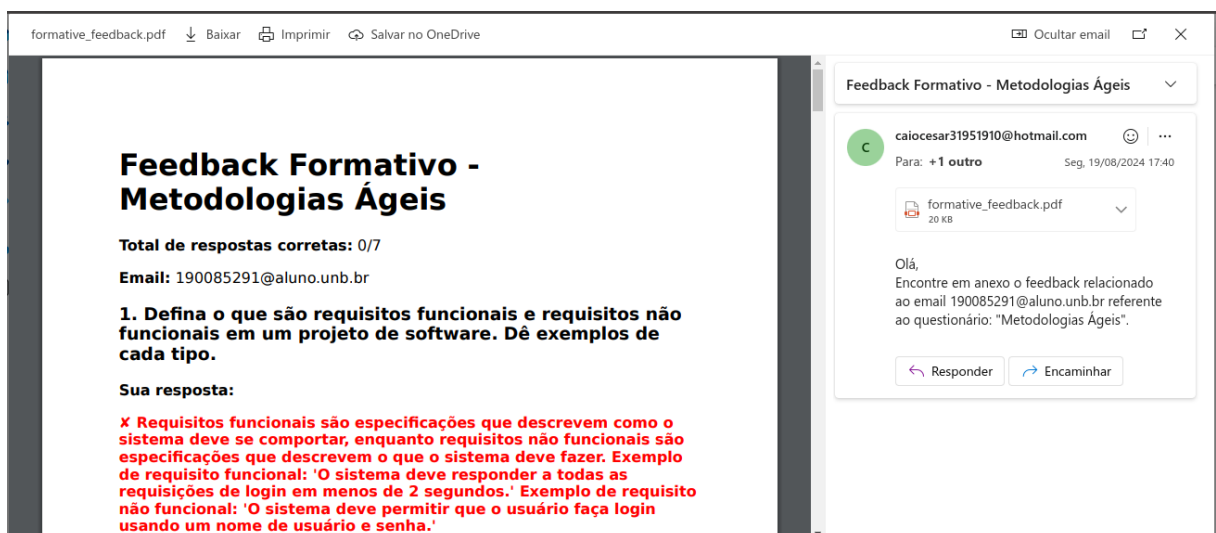 formative_feedback.pdf Baixar Imprimir Salvar no OneDrive Ocultar email
Feedback Formativo -
Metodologias Ágeis
Total de respostas corretas: 0/7
Email: 190085291@aluno.unb.br
1. Defina o que são requisitos funcionais e requisitos não
funcionais em um projeto de software. Dê exemplos de
cada tipo.
Sua resposta:
✘ Requisitos funcionais são especificações que descrevem como o
sistema deve se comportar, enquanto requisitos não funcionais são
especificações que descrevem o que o sistema deve fazer. Exemplo
de requisito funcional: 'O sistema deve responder a todas as
requisições de login em menos de 2 segundos.' Exemplo de requisito
não funcional: 'O sistema deve permitir que o usuário faça login
usando um nome de usuário e senha.'
Feedback Formativo - Metodologias Ágeis
C
caiocesar31951910@hotmail.com
Para: +1 outro Seg, 19/08/2024 17:40
formative_feedback.pdf
20 KB
Olá,
Encontre em anexo o feedback relacionado
ao email 190085291@aluno.unb.br referente
ao questionário: "Metodologias Ágeis".
Responder Encaminhar